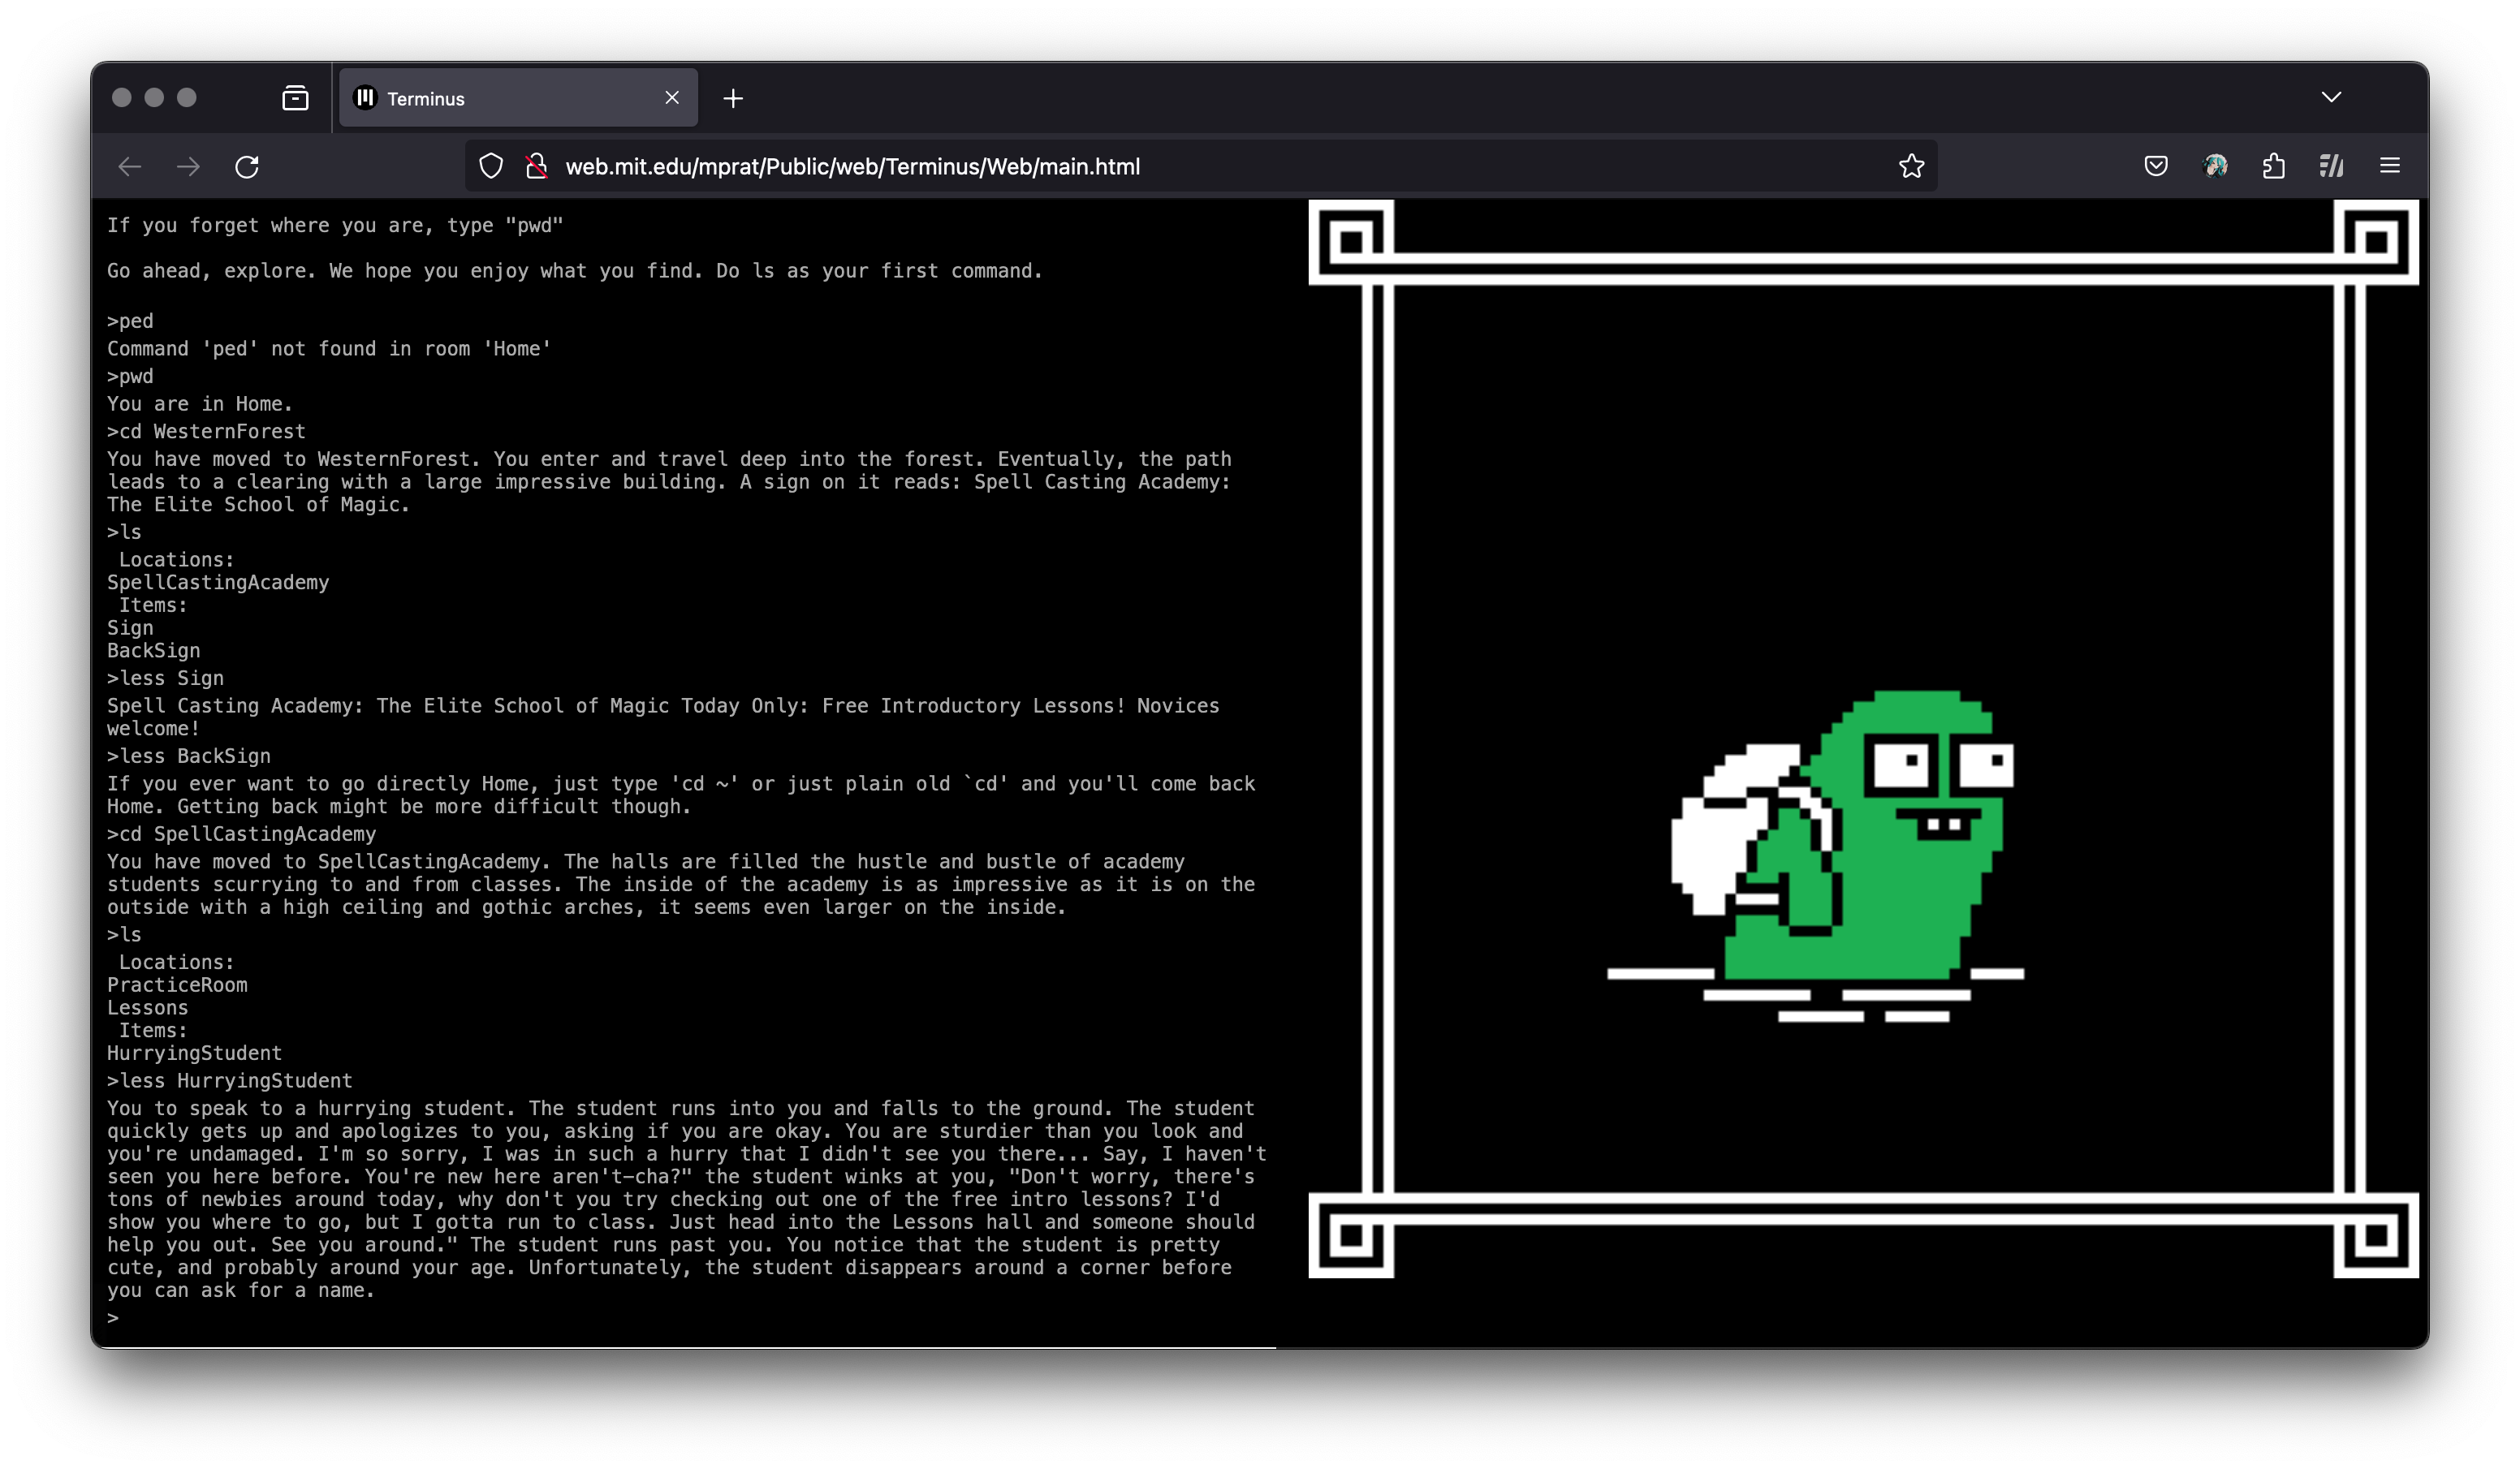 Terminus
web.mit.edu/mprat/Public/web/Terminus/Web/main.html
If you forget where you are, type "pwd"
Go ahead, explore. We hope you enjoy what you find. Do ls as your first command.
>ped
Command 'ped' not found in room 'Home'
>pwd
You are in Home.
>cd WesternForest
You have moved to WesternForest. You enter and travel deep into the forest. Eventually, the path
leads to a clearing with a large impressive building. A sign on it reads: Spell Casting Academy:
The Elite School of Magic.
>ls
Locations:
SpellCastingAcademy
Items:
Sign
BackSign
>less Sign
Spell Casting Academy: The Elite School of Magic Today Only: Free Introductory Lessons! Novices
welcome!
>less BackSign
If you ever want to go directly Home, just type 'cd ~' or just plain old `cd' and you'll come back
Home. Getting back might be more difficult though.
>cd SpellCastingAcademy
You have moved to SpellCastingAcademy. The halls are filled the hustle and bustle of academy
students scurrying to and from classes. The inside of the academy is as impressive as it is on the
outside with a high ceiling and gothic arches, it seems even larger on the inside.
>ls
Locations:
PracticeRoom
Lessons
Items:
HurryingStudent
>less HurryingStudent
You to speak to a hurrying student. The student runs into you and falls to the ground. The student
quickly gets up and apologizes to you, asking if you are okay. You are sturdier than you look and
you're undamaged. I'm so sorry, I was in such a hurry that I didn't see you there... Say, I haven't
seen you here before. You're new here aren't-cha?" the student winks at you, "Don't worry, there's
tons of newbies around today, why don't you try checking out one of the free intro lessons? I'd
show you where to go, but I gotta run to class. Just head into the Lessons hall and someone should
help you out. See you around." The student runs past you. You notice that the student is pretty
cute, and probably around your age. Unfortunately, the student disappears around a corner before
you can ask for a name.
>